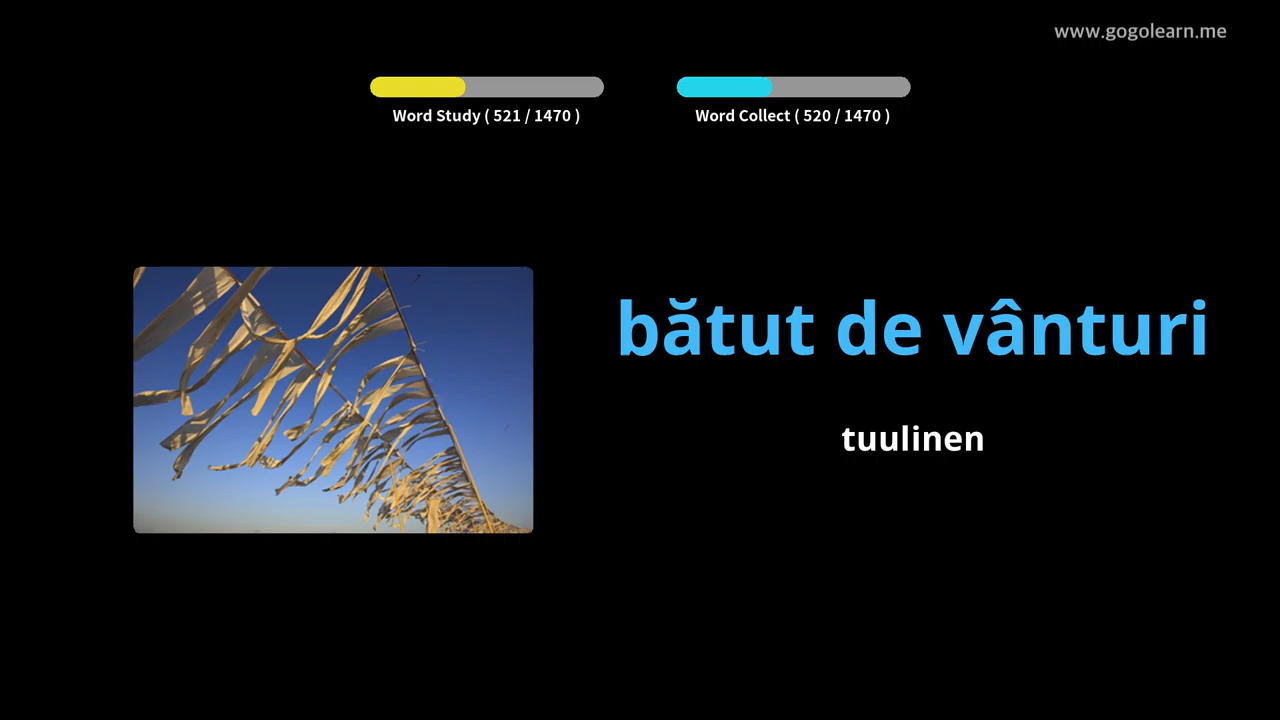 www.gogolearn.me
Word Study ( 521 / 1470 )
Word Collect ( 520 / 1470 )
bătut de vânturi
tuulinen